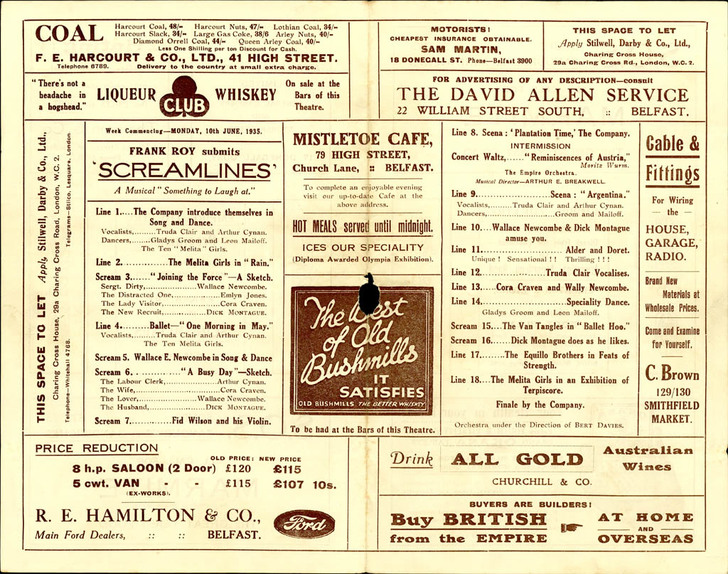 COAL
Harcourt Coal, 48/- Harcourt Nuts, 47/- Lothian Coal, 34/-
Harcourt Slack, 34/- Large Gas Coke, 38/6 Arley Nuts, 40/-
Diamond Orrell Coal, 44/- Queen Arley Coal, 40/-
Less One Shilling per ton Discount for Cash.
F. E. HARCOURT & CO., LTD., 41 HIGH STREET.
Telephone 6789. Delivery to the country at small extra charge.
MOTORISTS!
CHEAPEST INSURANCE OBTAINABLE.
SAM MARTIN,
18 DONEGALL ST. Phone—Belfast 3900
THIS SPACE TO LET
Apply Stilwell, Darby & Co., Ltd.,
Charing Cross House,
29a Charing Cross Rd., London, W.C. 2.
"There's not a
headache in
a hogshead."
LIQUEUR CLUB WHISKEY
On sale at the
Bars of this
Theatre.
FOR ADVERTISING OF ANY DESCRIPTION—consult
THE DAVID ALLEN SERVICE
22 WILLIAM STREET SOUTH, :: BELFAST.
THIS SPACE TO LET Apply Stilwell, Darby & Co., Ltd.,
Charing Cross House, 29a Charing Cross Road, London, W.C. 2.
Telephone—Whitehall 4768. Telegrams—Stilco, Lesquare, London.
Week Commencing—MONDAY, 10th JUNE, 1935.
FRANK ROY submits
'SCREAMLINES'
A Musical "Something to Laugh at."
Line 1....The Company introduce themselves in
Song and Dance.
Vocalists,.......Truda Clair and Arthur Cynan.
Dancers,.......Gladys Groom and Leon Mailoff.
The Ten "Melita" Girls.
Line 2. ............The Melita Girls in "Rain."
Scream 3......"Joining the Force"—A Sketch.
Sergt. Dirty,................Wallace Newcombe.
The Distracted One,................Emlyn Jones.
The Lady Visitor,....................Cora Craven.
The New Recruit,...............DICK MONTAGUE.
Line 4.......Ballet—"One Morning in May."
Vocalists,.......Truda Clair and Arthur Cynan.
The Ten Melita Girls.
Scream 5. Wallace E. Newcombe in Song & Dance
Scream 6. ............"A Busy Day"—Sketch.
The Labour Clerk,................Arthur Cynan.
The Wife,............................Cora Craven.
The Lover,....................Wallace Newcombe.
The Husband,..................DICK MONTAGUE.
Scream 7. .........Fid Wilson and his Violin.
MISTLETOE CAFE,
79 HIGH STREET,
Church Lane, :: BELFAST.
To complete an enjoyable evening
visit our up-to-date Cafe at the
above address.
HOT MEALS served until midnight.
ICES OUR SPECIALITY
(Diploma Awarded Olympia Exhibition).
The Best
of Old
Bushmills
IT
SATISFIES
OLD BUSHMILLS, THE BETTER WHISKY
To be had at the Bars of this Theatre.
Line 8. Scena: 'Plantation Time,' The Company.
INTERMISSION
Concert Waltz,......"Reminiscences of Austria,"
Moritz Wurm.
The Empire Orchestra.
Musical Director—ARTHUR E. BREAKWELL.
Line 9.........................Scena: "Argentina."
Vocalists,.........Truda Clair and Arthur Cynan.
Dancers,.......................Groom and Mailoff.
Line 10....Wallace Newcombe & Dick Montague
amuse you.
Line 11.........................Alder and Doret.
Unique! Sensational!! Thrilling!!!
Line 12.....................Truda Clair Vocalises.
Line 13......Cora Craven and Wally Newcombe.
Line 14.........................Speciality Dance.
Gladys Groom and Leon Mailoff.
Scream 15....The Van Tangles in "Ballet Hoo."
Scream 16......Dick Montague does as he likes.
Line 17.........The Equillo Brothers in Feats of
Strength.
Line 18....The Melita Girls in an Exhibition of
Terpiscore.
Finale by the Company.
Orchestra under the Direction of BERT DAVIES.
Cable &
Fittings
For Wiring
— the —
HOUSE,
GARAGE,
RADIO.
Brand New
Materials at
Wholesale Prices.
Come and Examine
for Yourself.
C. Brown
129/130
SMITHFIELD
MARKET.
PRICE REDUCTION
OLD PRICE: NEW PRICE
8 h.p. SALOON (2 Door) £120 £115
5 cwt. VAN - - £115 £107 10s.
(EX-WORKS).
R. E. HAMILTON & CO.,
Main Ford Dealers, :: :: BELFAST.
Ford
Drink ALL GOLD Australian
Wines
CHURCHILL & CO.
BUYERS ARE BUILDERS!
Buy BRITISH AT HOME
AND
from the EMPIRE OVERSEAS